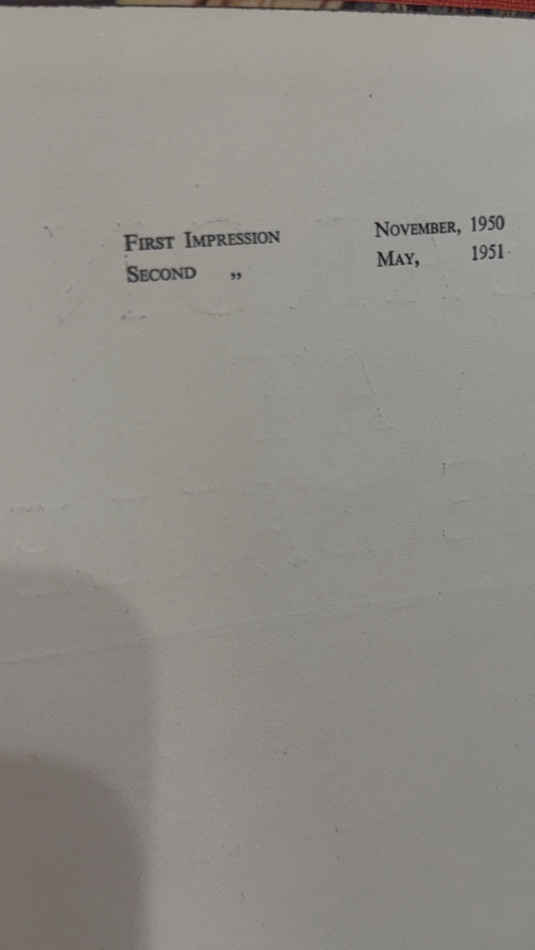 First Impression November, 1950
Second „ May, 1951